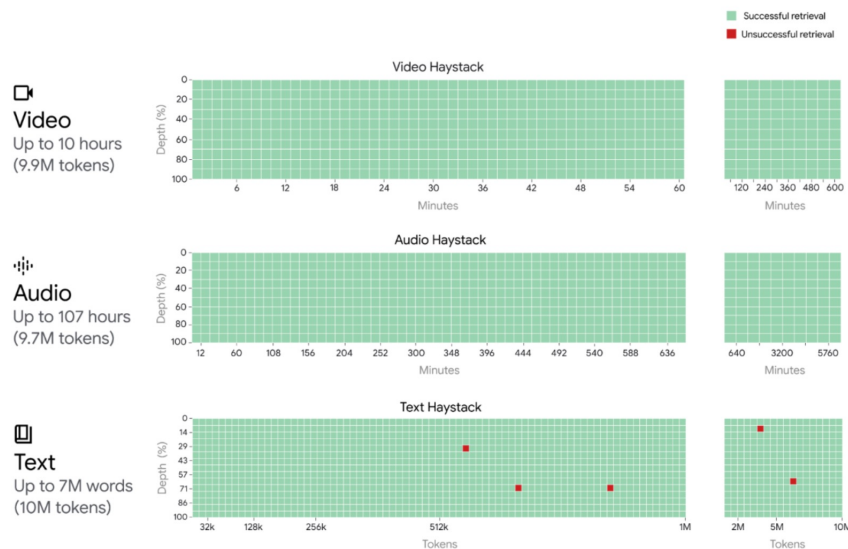 Successful retrieval
Unsuccessful retrieval
Video Haystack
Video
Up to 10 hours
(9.9M tokens)
Depth (%)
0
20
40
60
80
100
6 12 18 24 30 36 42 48 54 60
Minutes
120 240 360 480 600
Minutes
Audio Haystack
Audio
Up to 107 hours
(9.7M tokens)
Depth (%)
0
20
40
60
80
100
12 60 108 156 204 252 300 348 396 444 492 540 588 636
Minutes
640 3200 5760
Minutes
Text Haystack
Text
Up to 7M words
(10M tokens)
Depth (%)
0
14
29
43
57
71
86
100
32k 128k 256k 512k 1M
Tokens
2M 5M 10M
Tokens